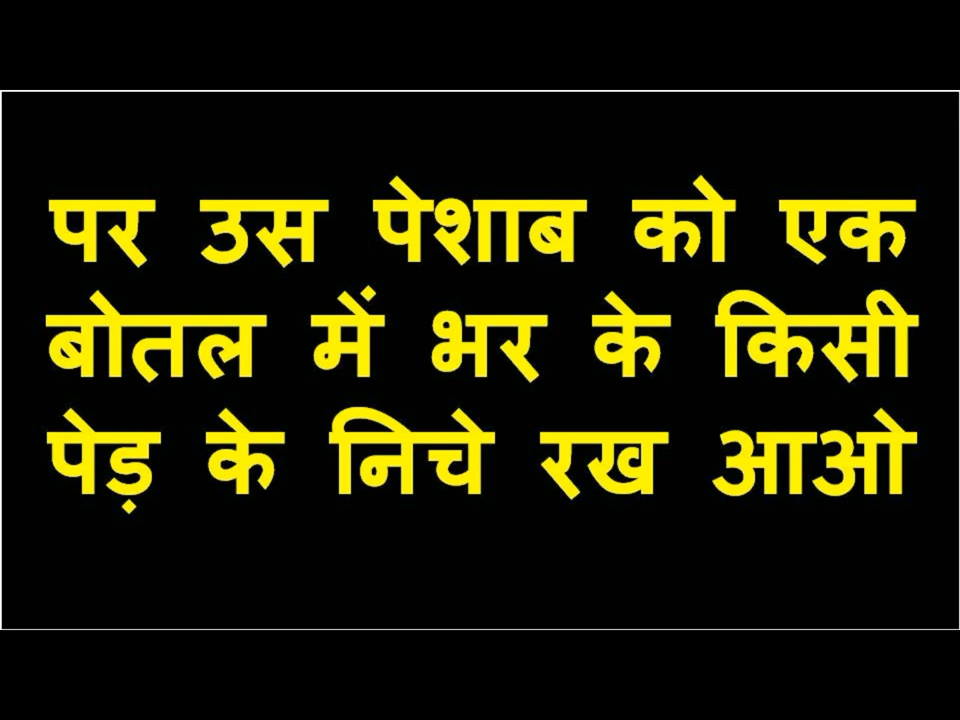 पर उस पेशाब को एक
बोतल में भर के किसी
पेड़ के निचे रख आओ